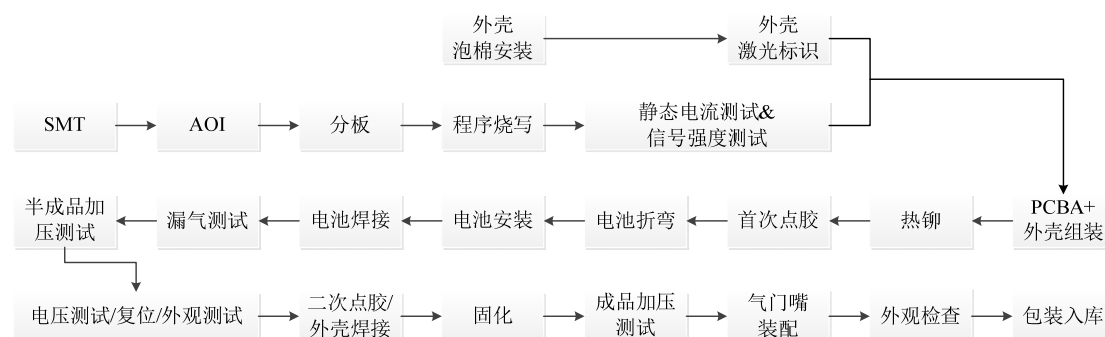 外壳
泡棉安装
外壳
激光标识
SMT
AOI
分板
程序烧写
静态电流测试&
信号强度测试
半成品加
压测试
漏气测试
电池焊接
电池安装
电池折弯
首次点胶
热铆
PCBA+
外壳组装
电压测试/复位/外观测试
二次点胶/
外壳焊接
固化
成品加压
测试
气门嘴
装配
外观检查
包装入库